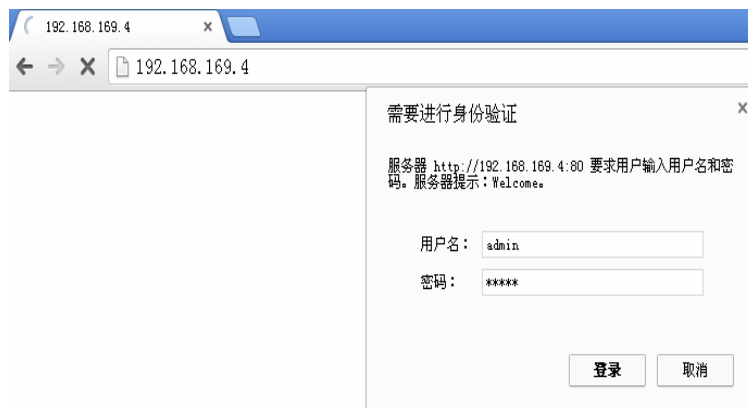 192.168.169.4
192.168.169.4
需要进行身份验证
服务器 http://192.168.169.4:80 要求用户输入用户名和密
码。服务器提示：Welcome。
用户名： admin
密码： *****
登录 取消